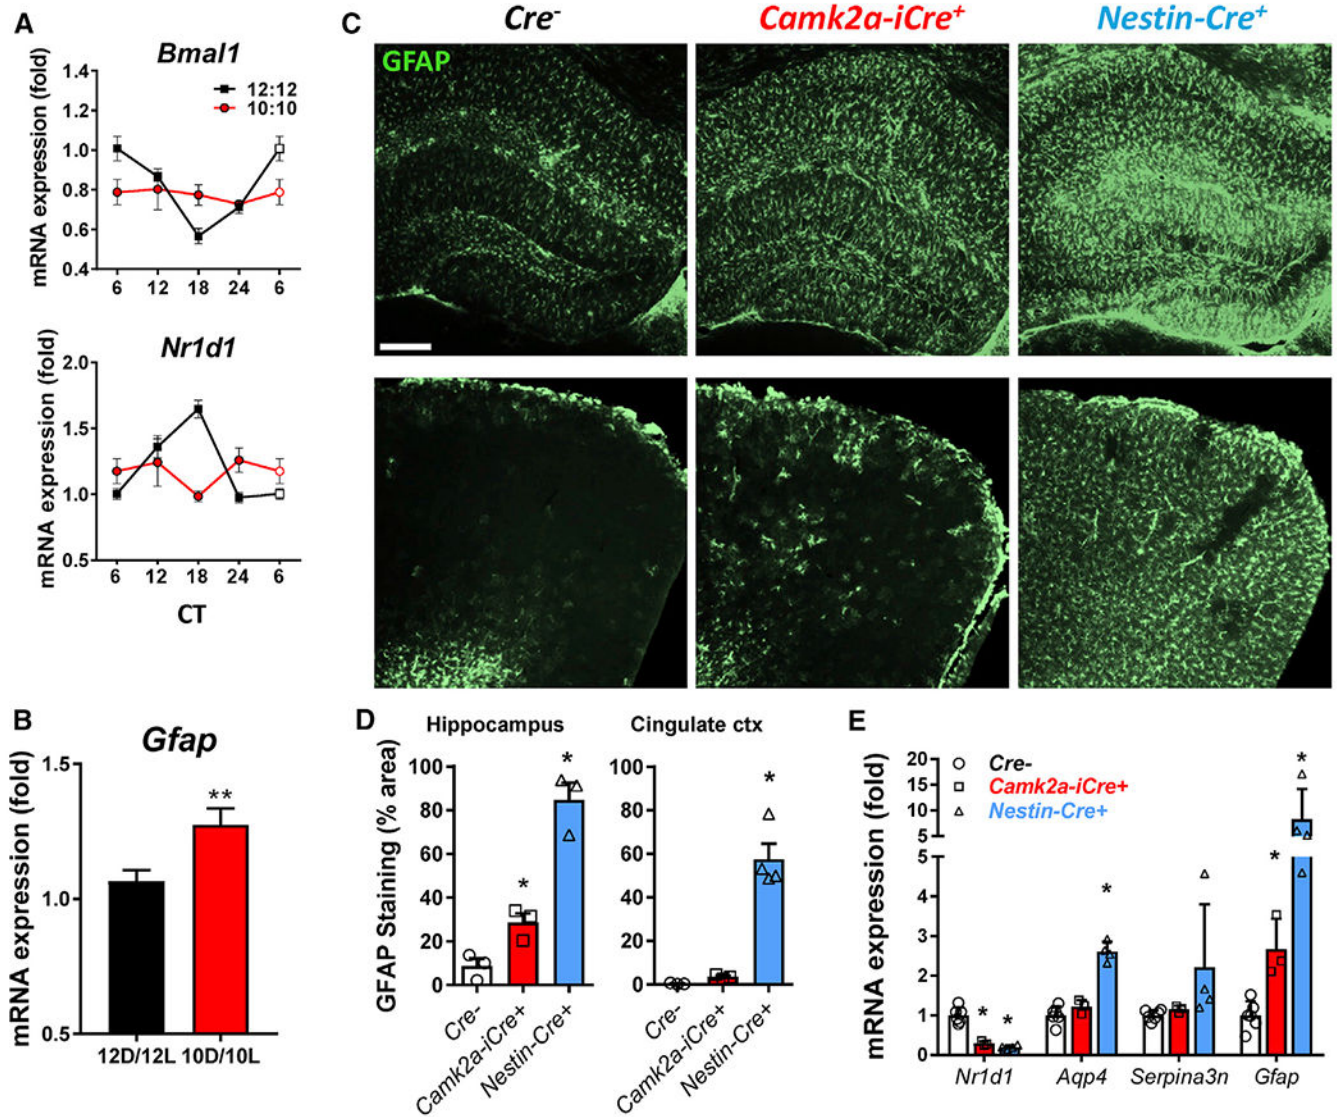 A
Bmal1
mRNA expression (fold)
1.4
1.2
1.0
0.8
0.6
0.4
12:12
10:10
6 12 18 24 6
Nr1d1
mRNA expression (fold)
2.0
1.5
1.0
0.5
6 12 18 24 6
CT
B
Gfap
mRNA expression (fold)
1.5
1.0
0.5
**
12D/12L 10D/10L
C
Cre- Camk2a-iCre+ Nestin-Cre+
GFAP
D
Hippocampus Cingulate ctx
GFAP Staining (% area)
100
80
60
40
20
0
*
*
Cre-
Camk2a-iCre+
Nestin-Cre+
100
80
60
40
20
0
*
Cre-
Camk2a-iCre+
Nestin-Cre+
E
mRNA expression (fold)
20
15
10
5
5
4
3
2
1
0
Cre-
Camk2a-iCre+
Nestin-Cre+
* * * * *
Nr1d1 Aqp4 Serpina3n Gfap